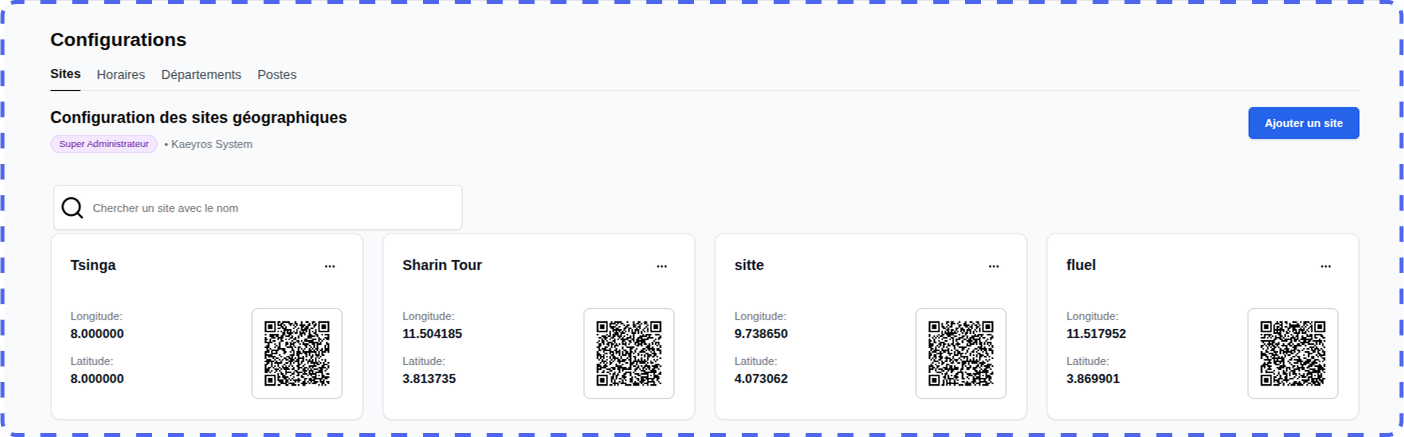 Configurations
Sites Horaires Départements Postes
Configuration des sites géographiques
Ajouter un site
Super Administrateur • Kaeyros System
Chercher un site avec le nom
Tsinga ...
Longitude:
8.000000
Latitude:
8.000000
Sharin Tour ...
Longitude:
11.504185
Latitude:
3.813735
sitte ...
Longitude:
9.738650
Latitude:
4.073062
fluel ...
Longitude:
11.517952
Latitude:
3.869901